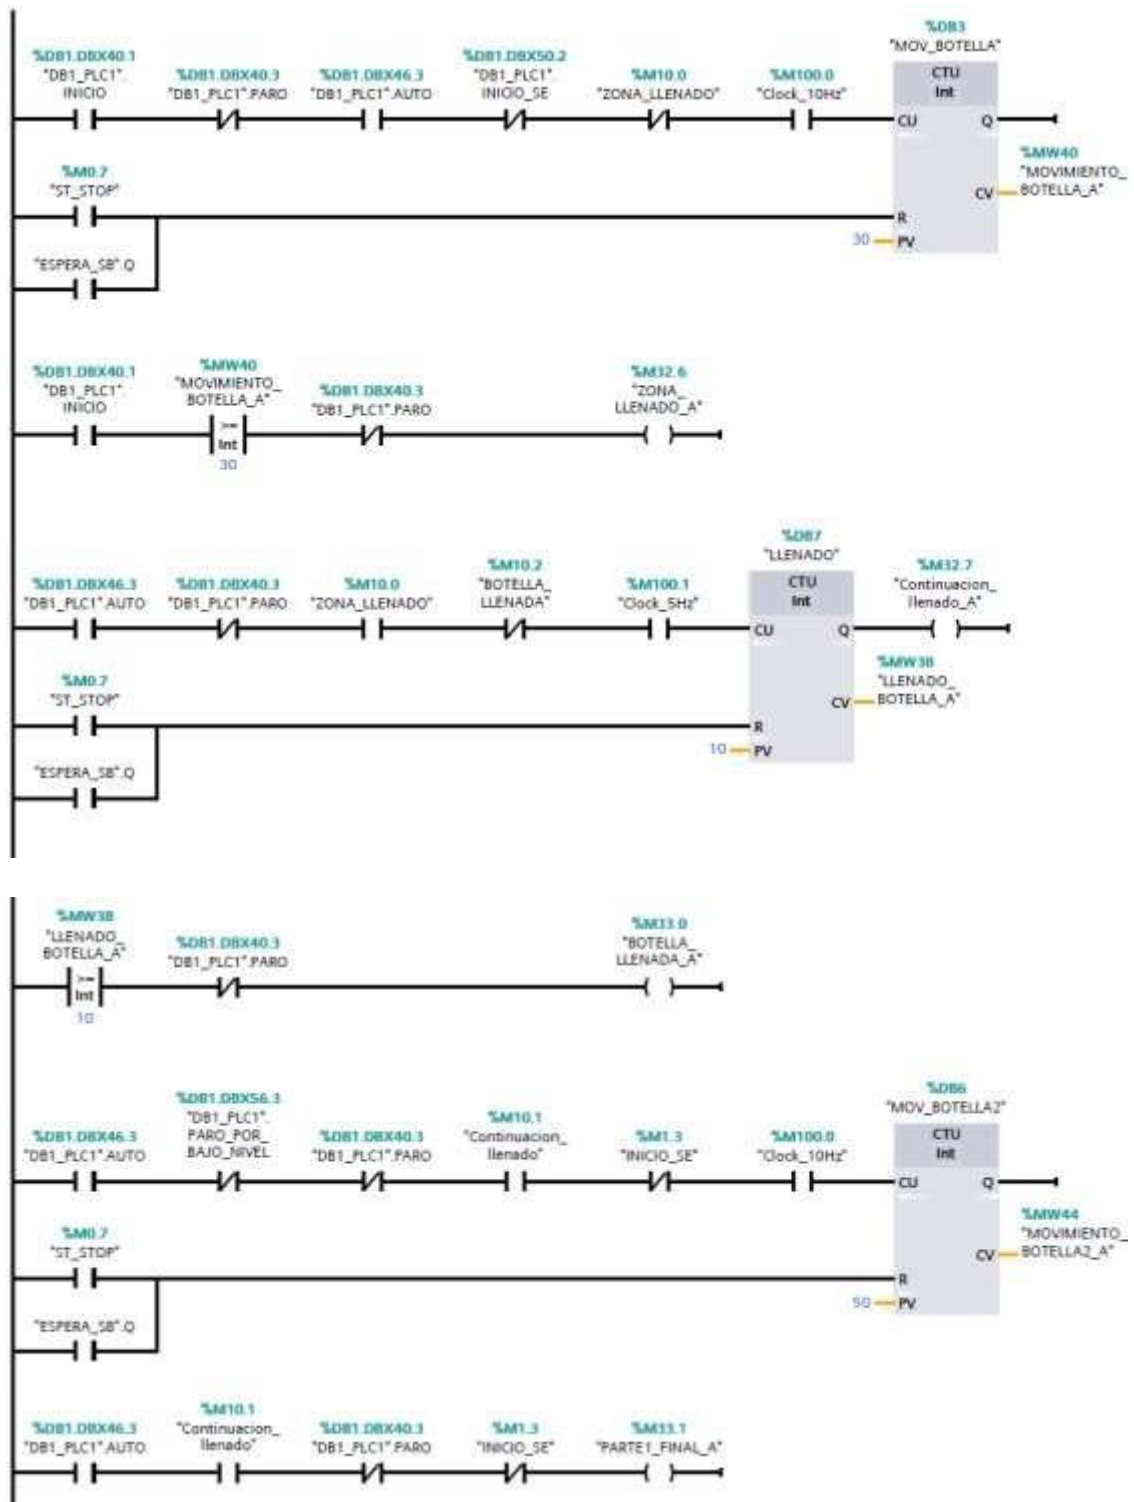 %DB3
"MOV_BOTELLA"
%DB1.DBX40.1
"DB1_PLC1".
INICIO
%DB1.DBX40.3
"DB1_PLC1".PARO
%DB1.DBX46.3
"DB1_PLC1".AUTO
%DB1.DBX50.2
"DB1_PLC1".
INICIO_SE
%M10.0
"ZONA_LLENADO"
%M100.0
"Clock_10Hz"
CTU
Int
CU
Q
%MW40
"MOVIMIENTO_
BOTELLA_A"
CV
%M0.7
"ST_STOP"
R
30
PV
"ESPERA_SB".Q
%DB1.DBX40.1
"DB1_PLC1".
INICIO
%MW40
"MOVIMIENTO_
BOTELLA_A"
>=
Int
30
%DB1.DBX40.3
"DB1_PLC1".PARO
%M32.6
"ZONA_
LLENADO_A"
%DB7
"LLENADO"
%DB1.DBX46.3
"DB1_PLC1".AUTO
%DB1.DBX40.3
"DB1_PLC1".PARO
%M10.0
"ZONA_LLENADO"
%M10.2
"BOTELLA_
LLENADA"
%M100.1
"Clock_5Hz"
CTU
Int
CU
Q
%M32.7
"Continuacion_
llenado_A"
%MW38
"LLENADO_
BOTELLA_A"
CV
%M0.7
"ST_STOP"
R
10
PV
"ESPERA_SB".Q
%MW38
"LLENADO_
BOTELLA_A"
>=
Int
10
%DB1.DBX40.3
"DB1_PLC1".PARO
%M33.0
"BOTELLA_
LLENADA_A"
%DB6
"MOV_BOTELLA2"
%DB1.DBX46.3
"DB1_PLC1".AUTO
%DB1.DBX56.3
"DB1_PLC1".
PARO_POR_
BAJO_NIVEL
%DB1.DBX40.3
"DB1_PLC1".PARO
%M10.1
"Continuacion_
llenado"
%M1.3
"INICIO_SE"
%M100.0
"Clock_10Hz"
CTU
Int
CU
Q
%MW44
"MOVIMIENTO_
BOTELLA2_A"
CV
%M0.7
"ST_STOP"
R
PV
"ESPERA_SB".Q
%DB1.DBX46.3
"DB1_PLC1".AUTO
%M10.1
"Continuacion_
llenado"
%DB1.DBX40.3
"DB1_PLC1".PARO
%M1.3
"INICIO_SE"
%M33.1
"PARTE1_FINAL_A"